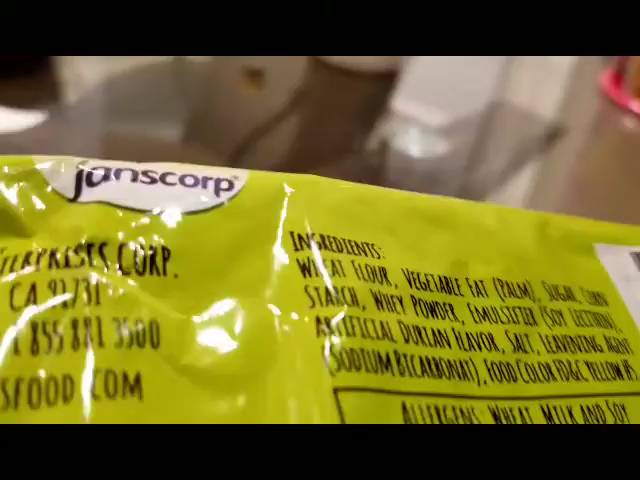 janscorp
ENTERPRISES CORP.
CA 91731
1 855 881 3500
SFOOD.COM
INGREDIENTS:
WHEAT FLOUR, VEGETABLE FAT (PALM), SUGAR, CORN
STARCH, WHEY POWDER, EMULSIFIER (SOY LECITHIN),
ARTIFICIAL DURIAN FLAVOR, SALT, LEAVENING AGENT
(SODIUM BICARBONAT), FOOD COLOR FD&C YELLOW #5
ALLERGENS: WHEAT, MILK AND SOY